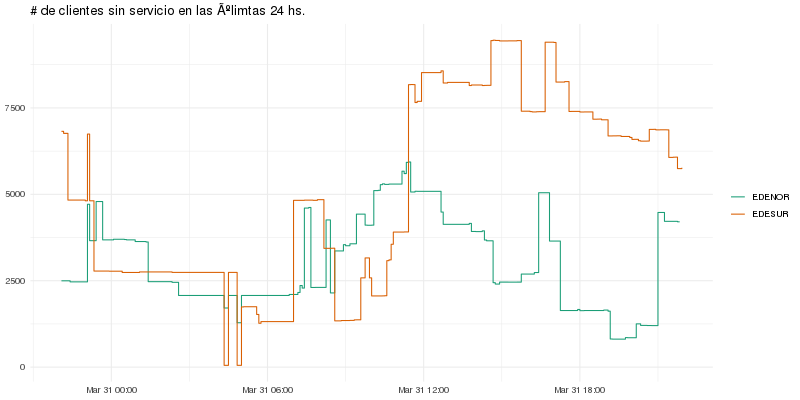 # de clientes sin servicio en las Ãºlimtas 24 hs.
7500
5000
2500
0
Mar 31 00:00
Mar 31 06:00
Mar 31 12:00
Mar 31 18:00
EDENOR
EDESUR